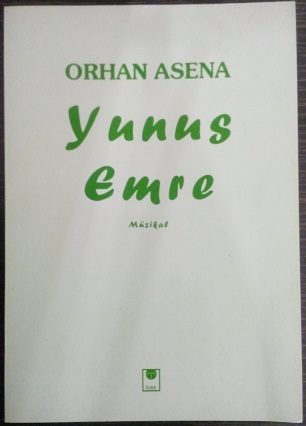 ORHAN ASENA
Yunus
Emre
Müzikal